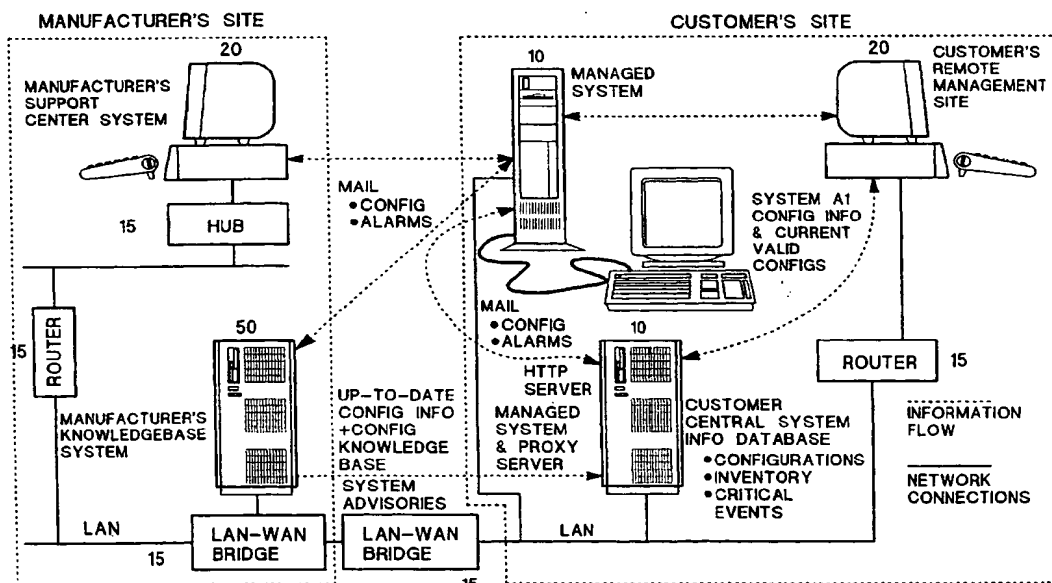 MANUFACTURER'S SITE
20
MANUFACTURER'S
SUPPORT
CENTER SYSTEM
15
HUB
MAIL
•CONFIG
•ALARMS
15
ROUTER
50
MANUFACTURER'S
KNOWLEDGEBASE
SYSTEM
UP-TO-DATE
CONFIG INFO
+CONFIG
KNOWLEDGE
BASE
SYSTEM
ADVISORIES
LAN
15
LAN-WAN
BRIDGE
LAN-WAN
BRIDGE
15
CUSTOMER'S SITE
10
MANAGED
SYSTEM
20
CUSTOMER'S
REMOTE
MANAGEMENT
SITE
SYSTEM A1
CONFIG INFO
& CURRENT
VALID
CONFIGS
MAIL
•CONFIG
•ALARMS
10
HTTP
SERVER
MANAGED
SYSTEM
& PROXY
SERVER
CUSTOMER
CENTRAL SYSTEM
INFO DATABASE
•CONFIGURATIONS
•INVENTORY
•CRITICAL
EVENTS
ROUTER
15
INFORMATION
FLOW
NETWORK
CONNECTIONS
LAN